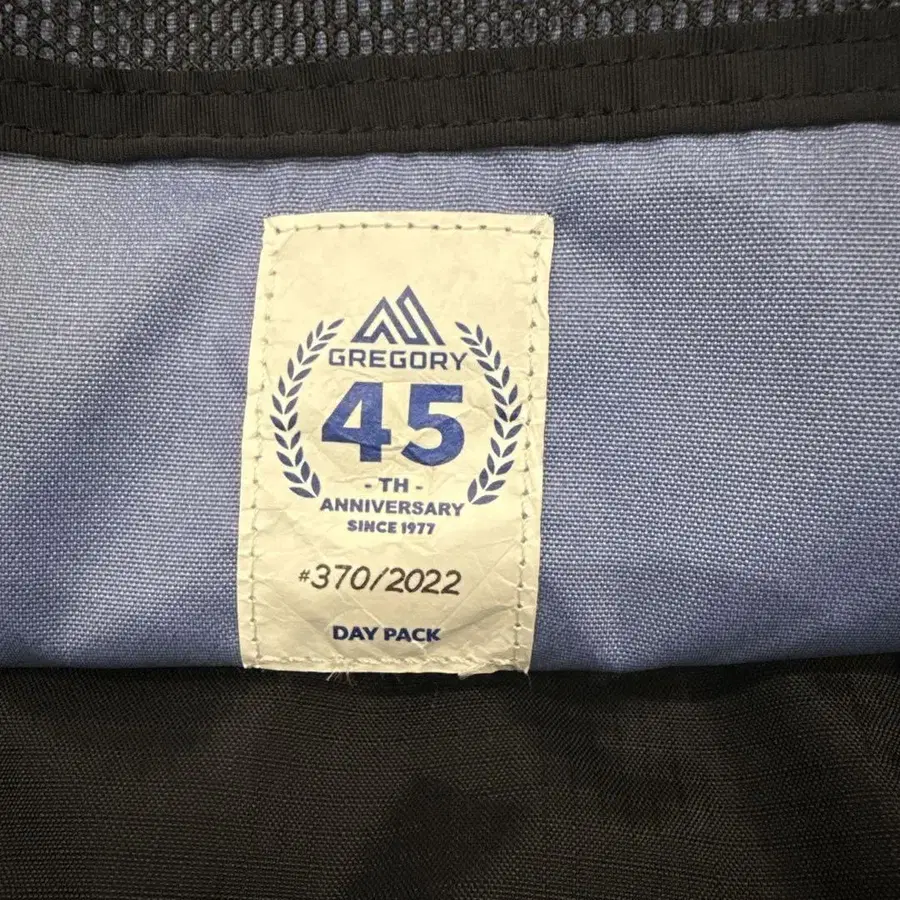 GREGORY
45
- TH -
ANNIVERSARY
SINCE 1977
#370/2022
DAY PACK